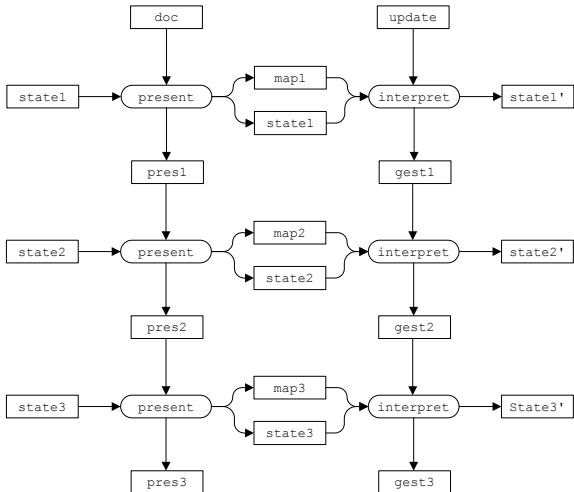 doc update
map1
state1 present interpret state1'
state1
pres1 gest1
map2
state2 present interpret state2'
state2
pres2 gest2
map3
state3 present interpret State3'
state3
pres3 gest3